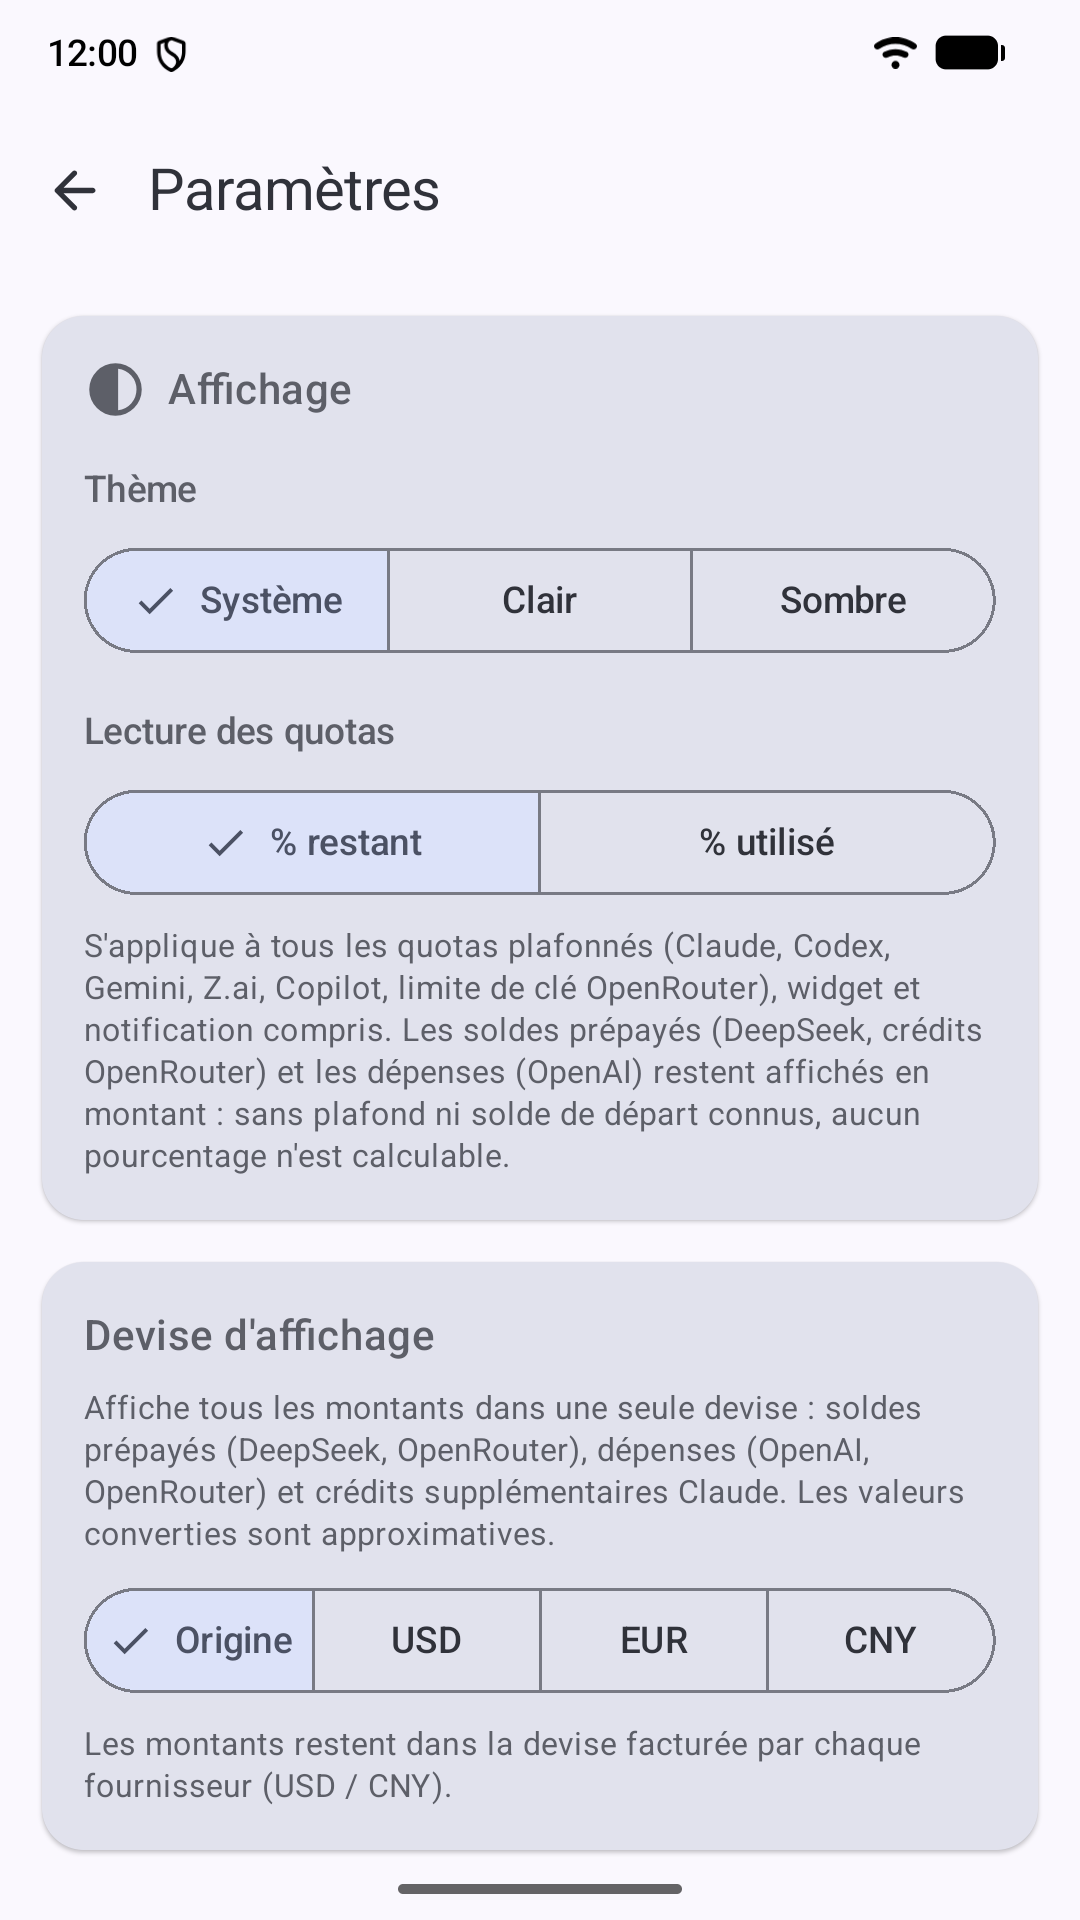 12:00
Paramètres
Affichage
Thème
Système
Clair
Sombre
Lecture des quotas
% restant
% utilisé
S'applique à tous les quotas plafonnés (Claude, Codex,
Gemini, Z.ai, Copilot, limite de clé OpenRouter), widget et
notification compris. Les soldes prépayés (DeepSeek, crédits
OpenRouter) et les dépenses (OpenAI) restent affichés en
montant : sans plafond ni solde de départ connus, aucun
pourcentage n'est calculable.
Devise d'affichage
Affiche tous les montants dans une seule devise : soldes
prépayés (DeepSeek, OpenRouter), dépenses (OpenAI,
OpenRouter) et crédits supplémentaires Claude. Les valeurs
converties sont approximatives.
Origine
USD
EUR
CNY
Les montants restent dans la devise facturée par chaque
fournisseur (USD / CNY).